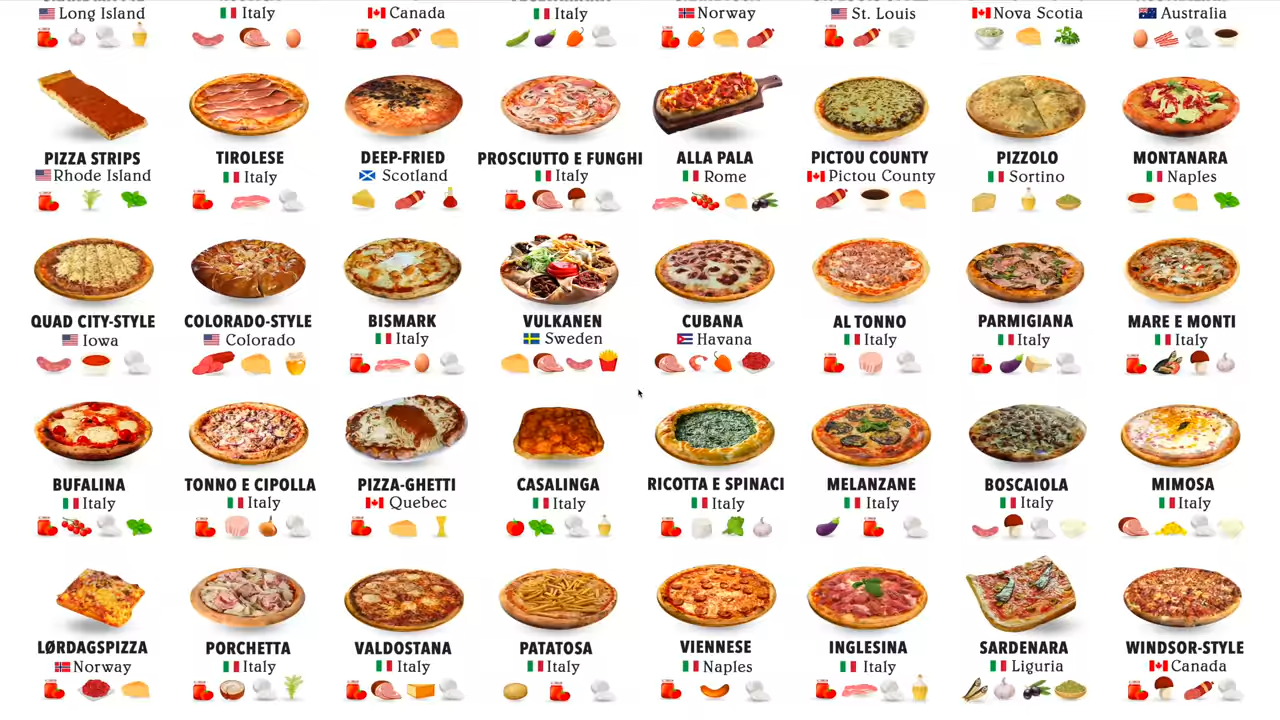 Long Island
Italy
Canada
Italy
Norway
St. Louis
Nova Scotia
Australia
PIZZA STRIPS
TIROLESE
DEEP-FRIED
PROSCIUTTO E FUNGHI
ALLA PALA
PICTOU COUNTY
PIZZOLO
MONTANARA
Rhode Island
Italy
Scotland
Italy
Rome
Pictou County
Sortino
Naples
QUAD CITY-STYLE
COLORADO-STYLE
BISMARK
VULKANEN
CUBANA
AL TONNO
PARMIGIANA
MARE E MONTI
Iowa
Colorado
Italy
Sweden
Havana
Italy
Italy
Italy
BUFALINA
TONNO E CIPOLLA
PIZZA-GHETTI
CASALINGA
RICOTTA E SPINACI
MELANZANE
BOSCAIOLA
MIMOSA
Italy
Italy
Quebec
Italy
Italy
Italy
Italy
Italy
LØRDAGSPIZZA
PORCHETTA
VALDOSTANA
PATATOSA
VIENNESE
INGLESINA
SARDENARA
WINDSOR-STYLE
Norway
Italy
Italy
Italy
Naples
Italy
Liguria
Canada